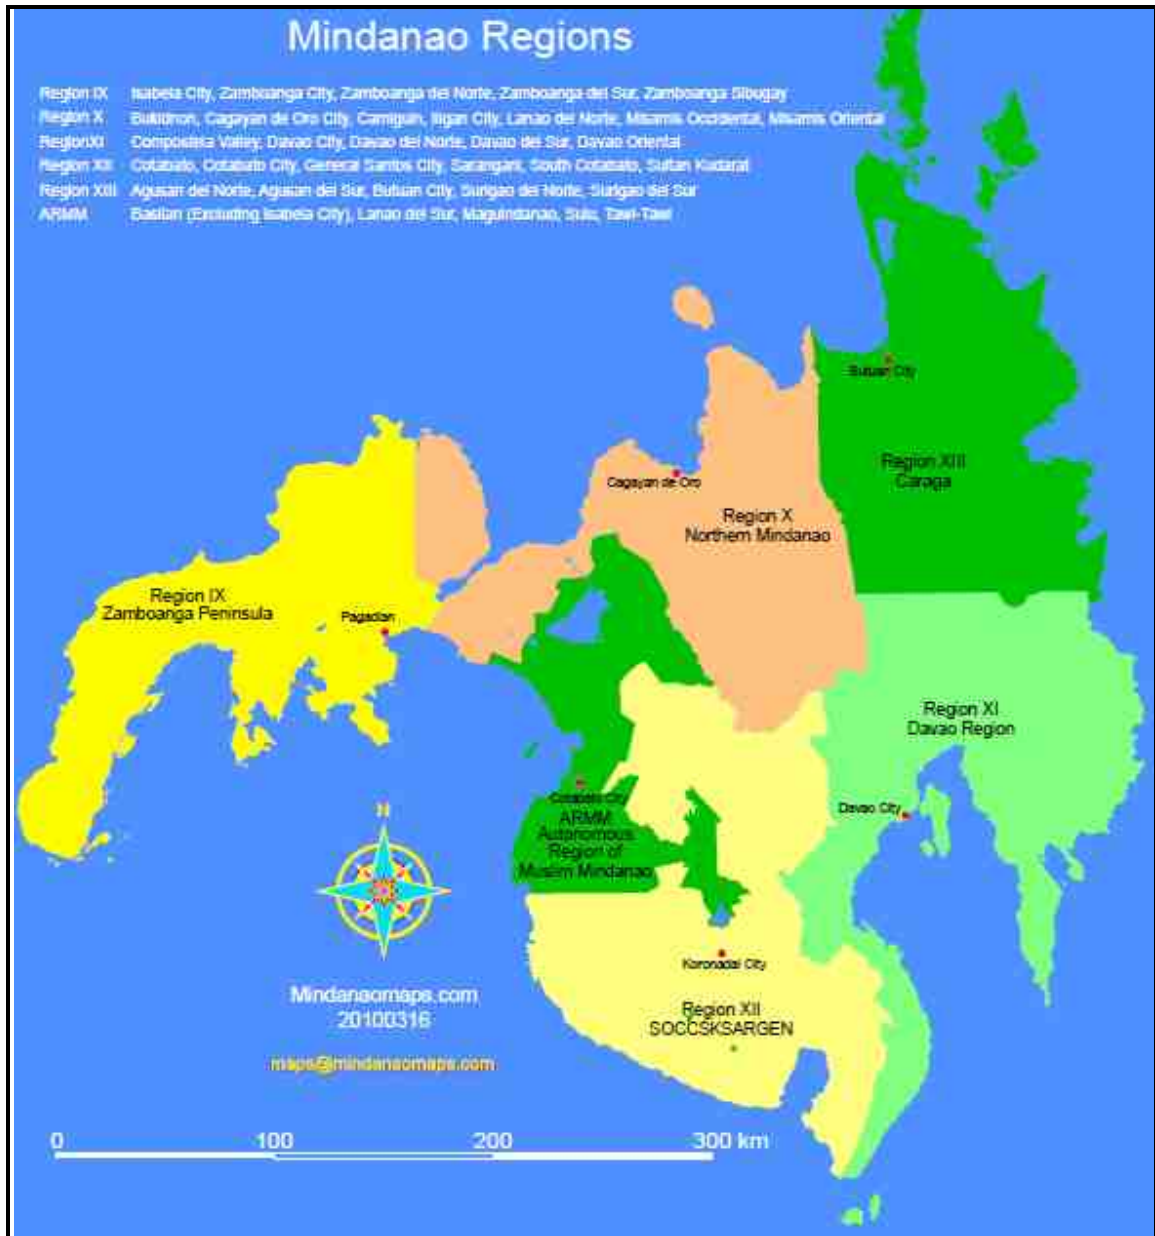 Mindanao Regions
Region IX Isabela City, Zamboanga City, Zamboanga del Norte, Zamboanga del Sur, Zamboanga Sibugay
Region X Bukidnon, Cagayan de Oro City, Camiguin, Iligan City, Lanao del Norte, Misamis Occidental, Misamis Oriental
RegionXI Compostela Valley, Davao City, Davao del Norte, Davao del Sur, Davao Oriental
Region XII Cotabato, Cotabato City, General Santos City, Sarangani, South Cotabato, Sultan Kudarat
Region XIII Agusan del Norte, Agusan del Sur, Butuan City, Surigao del Norte, Surigao del Sur
ARMM Basilan (Excluding Isabela City), Lanao del Sur, Maguindanao, Sulu, Tawi-Tawi
Butuan City
Region XIII
Caraga
Cagayan de Oro
Region X
Northern Mindanao
Region IX
Zamboanga Peninsula
Pagadian
Region XI
Davao Region
Davao City
Cotabato City
ARMM
Autonomous
Region of
Muslim Mindanao
N
Koronadal City
Region XII
SOCCSKSARGEN
Mindanaomaps.com
20100316
maps@mindanaomaps.com
0 100 200 300 km